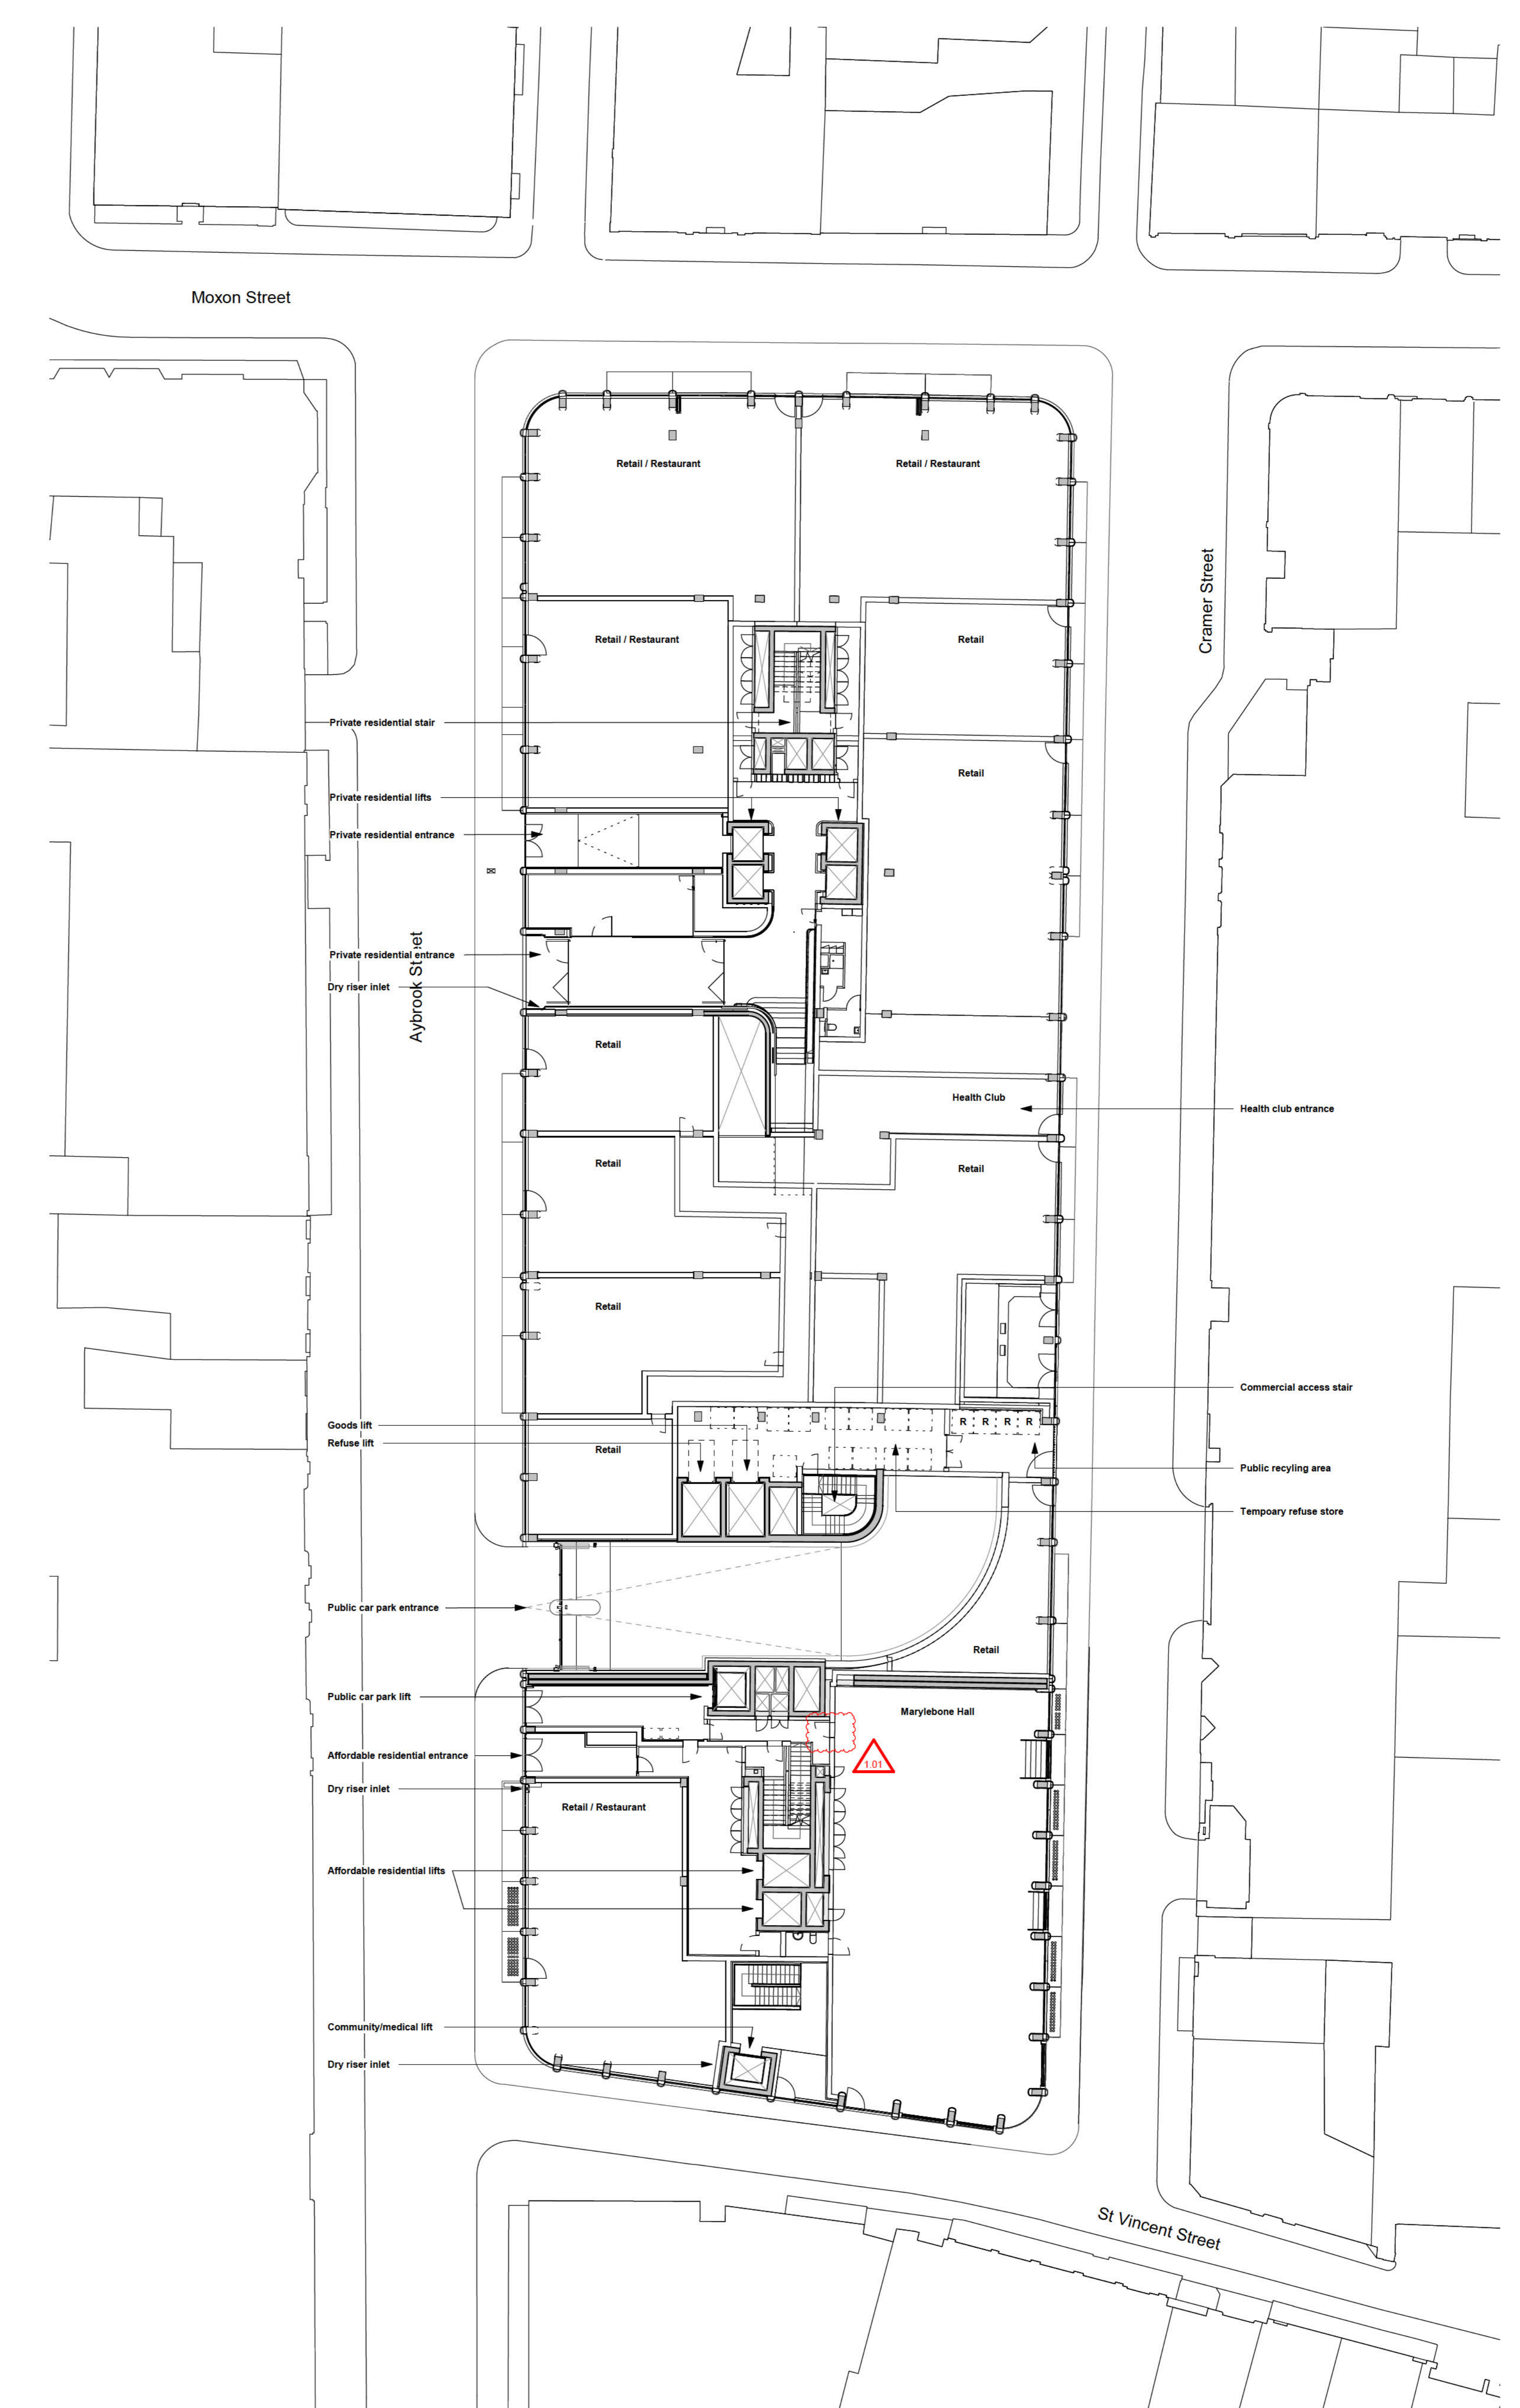 Moxon Street
Retail / Restaurant
Retail / Restaurant
Cramer Street
Retail / Restaurant
Retail
Private residential stair
Retail
Private residential lifts
Private residential entrance
Private residential entrance
Aybrook Street
Dry riser inlet
Retail
Health Club
Health club entrance
Retail
Retail
Retail
Commercial access stair
Goods lift
R R R R
Refuse lift
Retail
Public recyling area
Tempoary refuse store
Public car park entrance
Retail
Public car park lift
Marylebone Hall
Affordable residential entrance
1.01
Dry riser inlet
Retail / Restaurant
Affordable residential lifts
Community/medical lift
Dry riser inlet
St Vincent Street